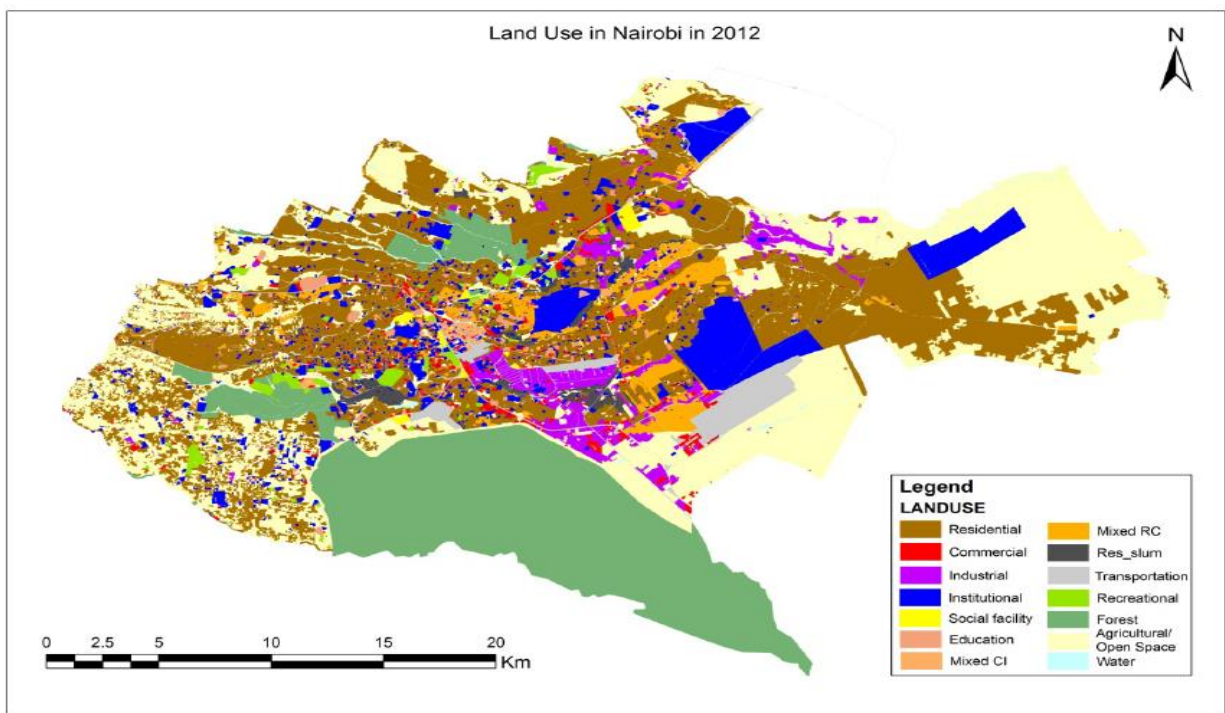 Land Use in Nairobi in 2012
N
Legend
LANDUSE
Residential
Commercial
Industrial
Institutional
Social facility
Education
Mixed CI
Mixed RC
Res_slum
Transportation
Recreational
Forest
Agricultural/
Open Space
Water
0 2.5 5 10 15 20
Km